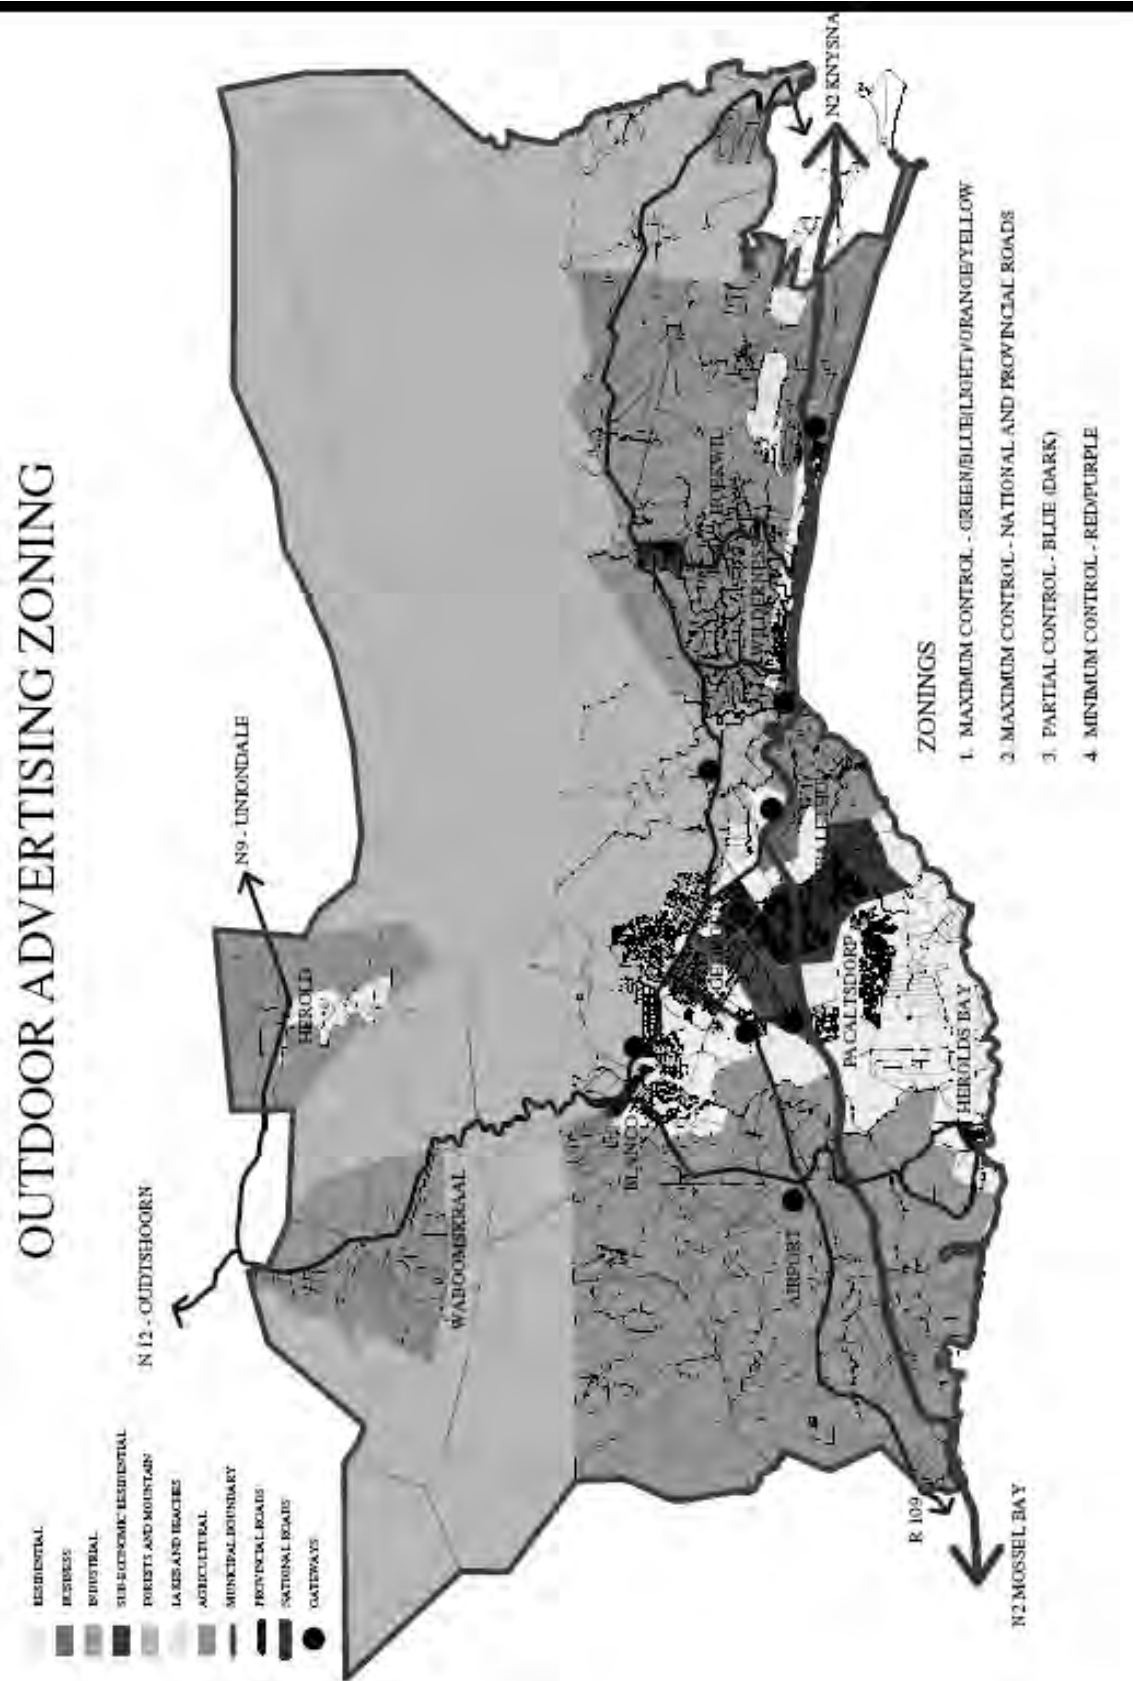 OUTDOOR ADVERTISING ZONING
RESIDENTIAL
BUSINESS
INDUSTRIAL
SUB-ECONOMIC RESIDENTIAL
FORESTS AND MOUNTAIN
LAKES AND BEACHES
AGRICULTURAL
MUNICIPAL BOUNDARY
PROVINCIAL ROADS
NATIONAL ROADS
GATEWAYS
N 12 - OUDTSHOORN
N9 - UNIONDALE
HEROLD
WABOOMSKRAAL
BLANCO
HOEKWIL
WILDERNESS
AIRPORT
PACALTSDORP
HEROLDS BAY
R 109
N2 MOSSEL BAY
N2 KNYSNA
ZONINGS
1. MAXIMUM CONTROL - GREEN/BLUE(LIGHT)/ORANGE/YELLOW
2. MAXIMUM CONTROL - NATIONAL AND PROVINCIAL ROADS
3. PARTIAL CONTROL - BLUE (DARK)
4. MINIMUM CONTROL - RED/PURPLE